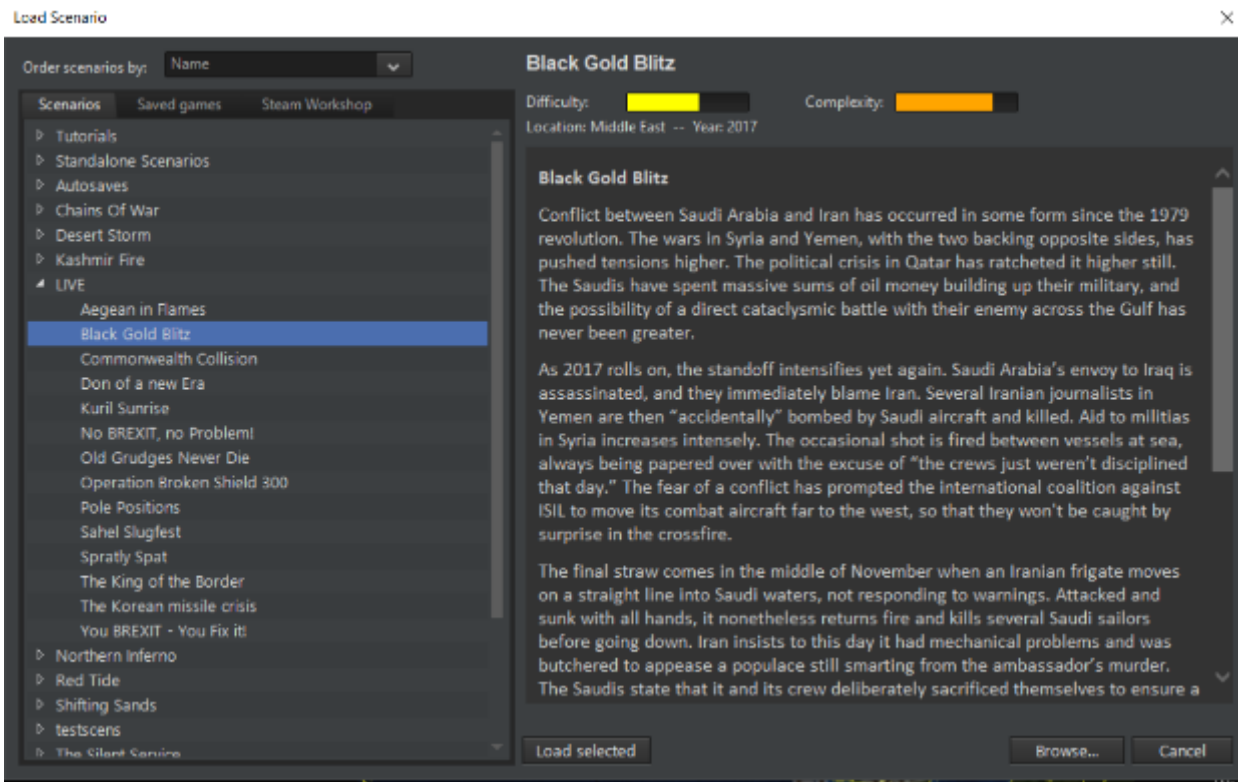 Load Scenario
Order scenarios by:
Name
Scenarios
Saved games
Steam Workshop
Tutorials
Standalone Scenarios
Autosaves
Chains Of War
Desert Storm
Kashmir Fire
LIVE
Aegean in Flames
Black Gold Blitz
Commonwealth Collision
Don of a new Era
Kuril Sunrise
No BREXIT, no Problem!
Old Grudges Never Die
Operation Broken Shield 300
Pole Positions
Sahel Slugfest
Spratly Spat
The King of the Border
The Korean missile crisis
You BREXIT - You Fix it!
Northern Inferno
Red Tide
Shifting Sands
testscens
The Silent Service
Black Gold Blitz
Difficulty:
Complexity:
Location: Middle East -- Year: 2017
Black Gold Blitz
Conflict between Saudi Arabia and Iran has occurred in some form since the 1979
revolution. The wars in Syria and Yemen, with the two backing opposite sides, has
pushed tensions higher. The political crisis in Qatar has ratcheted it higher still.
The Saudis have spent massive sums of oil money building up their military, and
the possibility of a direct cataclysmic battle with their enemy across the Gulf has
never been greater.
As 2017 rolls on, the standoff intensifies yet again. Saudi Arabia's envoy to Iraq is
assassinated, and they immediately blame Iran. Several Iranian journalists in
Yemen are then "accidentally" bombed by Saudi aircraft and killed. Aid to militias
in Syria increases intensely. The occasional shot is fired between vessels at sea,
always being papered over with the excuse of "the crews just weren't disciplined
that day." The fear of a conflict has prompted the international coalition against
ISIL to move its combat aircraft far to the west, so that they won't be caught by
surprise in the crossfire.
The final straw comes in the middle of November when an Iranian frigate moves
on a straight line into Saudi waters, not responding to warnings. Attacked and
sunk with all hands, it nonetheless returns fire and kills several Saudi sailors
before going down. Iran insists to this day it had mechanical problems and was
butchered to appease a populace still smarting from the ambassador's murder.
The Saudis state that it and its crew deliberately sacrificed themselves to ensure a
Load selected
Browse...
Cancel